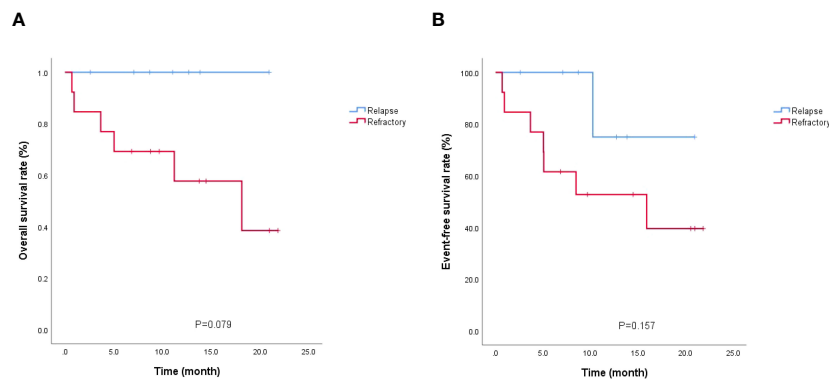 A
Overall survival rate (%)
1.0
0.8
0.6
0.4
0.2
0.0
P=0.079
.0 5.0 10.0 15.0 20.0 25.0
Time (month)
Relapse
Refractory
B
Event-free survival rate (%)
100.0
80.0
60.0
40.0
20.0
0.0
P=0.157
.0 5.0 10.0 15.0 20.0 25.0
Time (month)
Relapse
Refractory